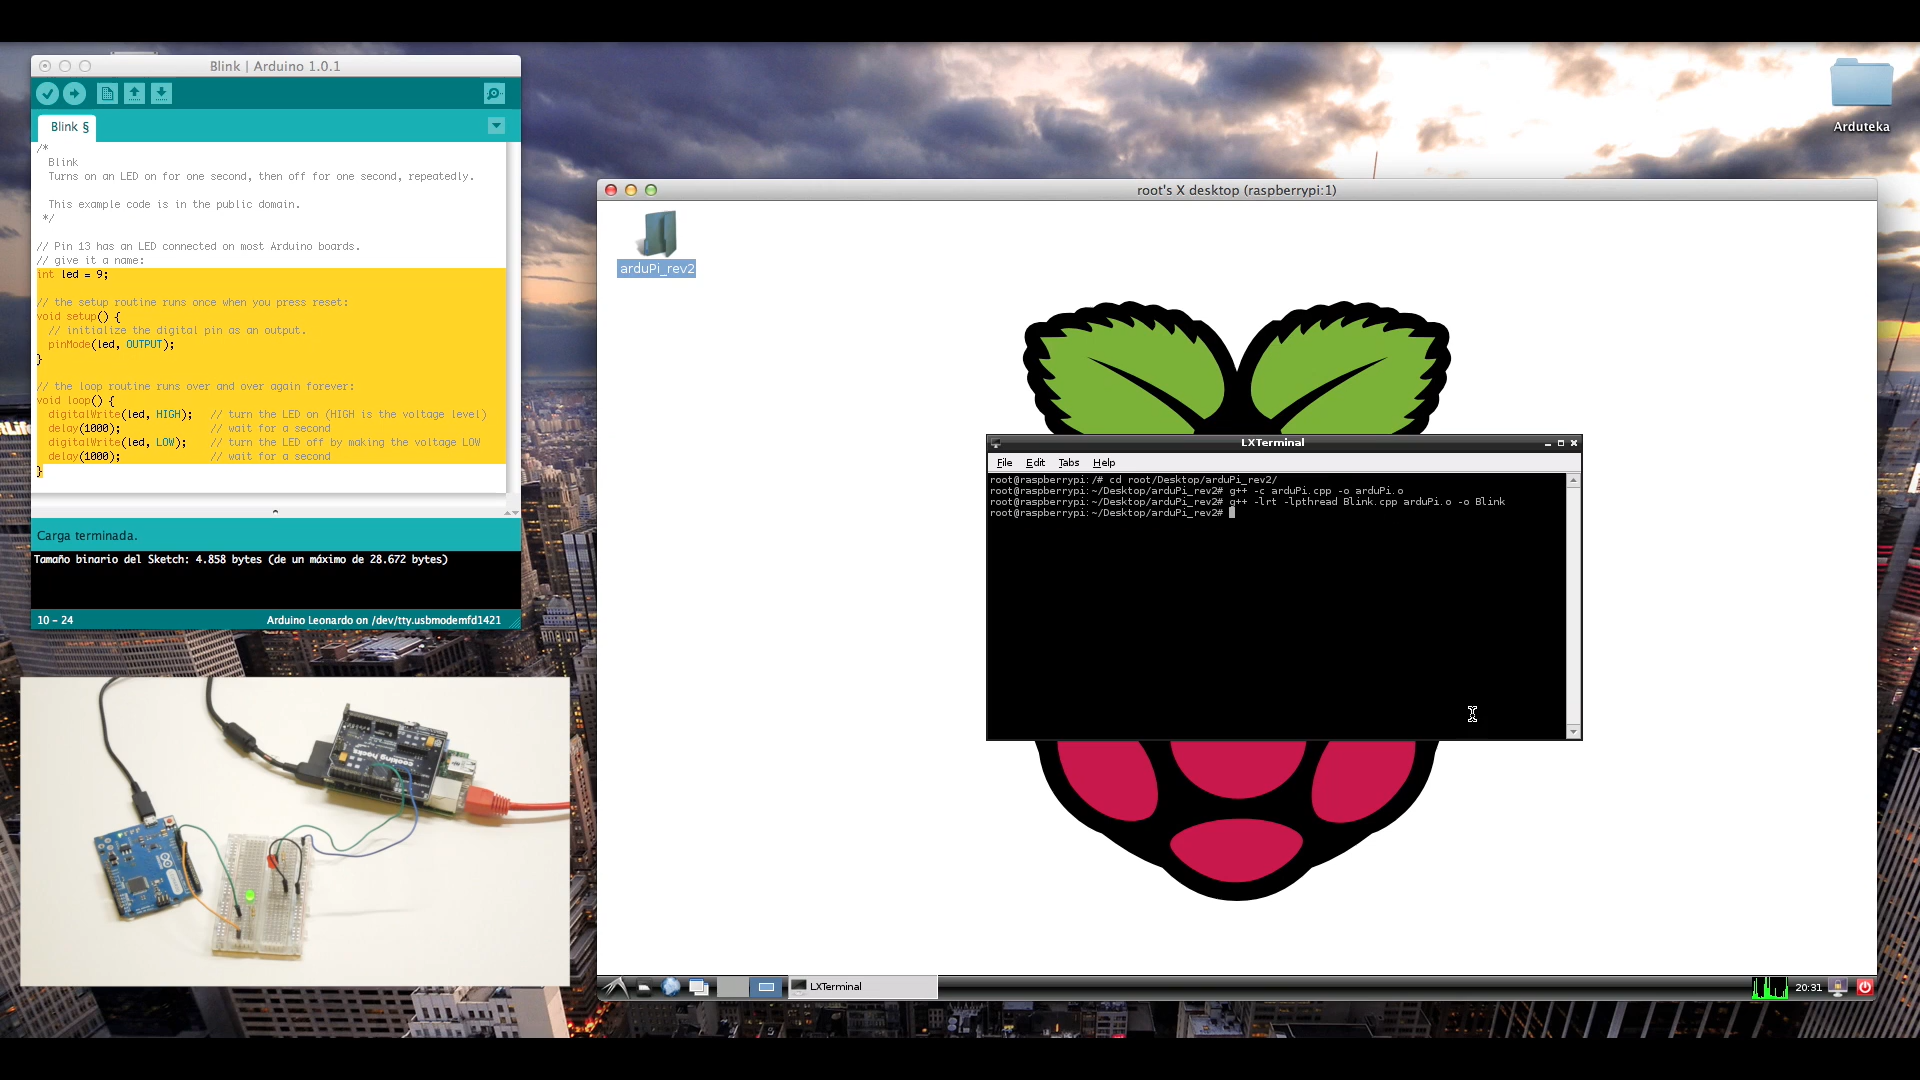 Blink | Arduino 1.0.1
Blink §
/*
Blink
Turns on an LED on for one second, then off for one second, repeatedly.
This example code is in the public domain.
*/
// Pin 13 has an LED connected on most Arduino boards.
// give it a name:
int led = 9;
// the setup routine runs once when you press reset:
void setup() {
// initialize the digital pin as an output.
pinMode(led, OUTPUT);
}
// the loop routine runs over and over again forever:
void loop() {
digitalWrite(led, HIGH);   // turn the LED on (HIGH is the voltage level)
delay(1000);               // wait for a second
digitalWrite(led, LOW);    // turn the LED off by making the voltage LOW
delay(1000);               // wait for a second
}
Carga terminada.
Tamaño binario del Sketch: 4.858 bytes (de un máximo de 28.672 bytes)
10 - 24
Arduino Leonardo on /dev/tty.usbmodemfd1421
Arduteka
root's X desktop (raspberrypi:1)
arduPi_rev2
LXTerminal
File Edit Tabs Help
root@raspberrypi:/# cd root/Desktop/arduPi_rev2/
root@raspberrypi:~/Desktop/arduPi_rev2# g++ -c arduPi.cpp -o arduPi.o
root@raspberrypi:~/Desktop/arduPi_rev2# g++ -lrt -lpthread Blink.cpp arduPi.o -o Blink
root@raspberrypi:~/Desktop/arduPi_rev2#
cooking hacks
LXTerminal
20:31